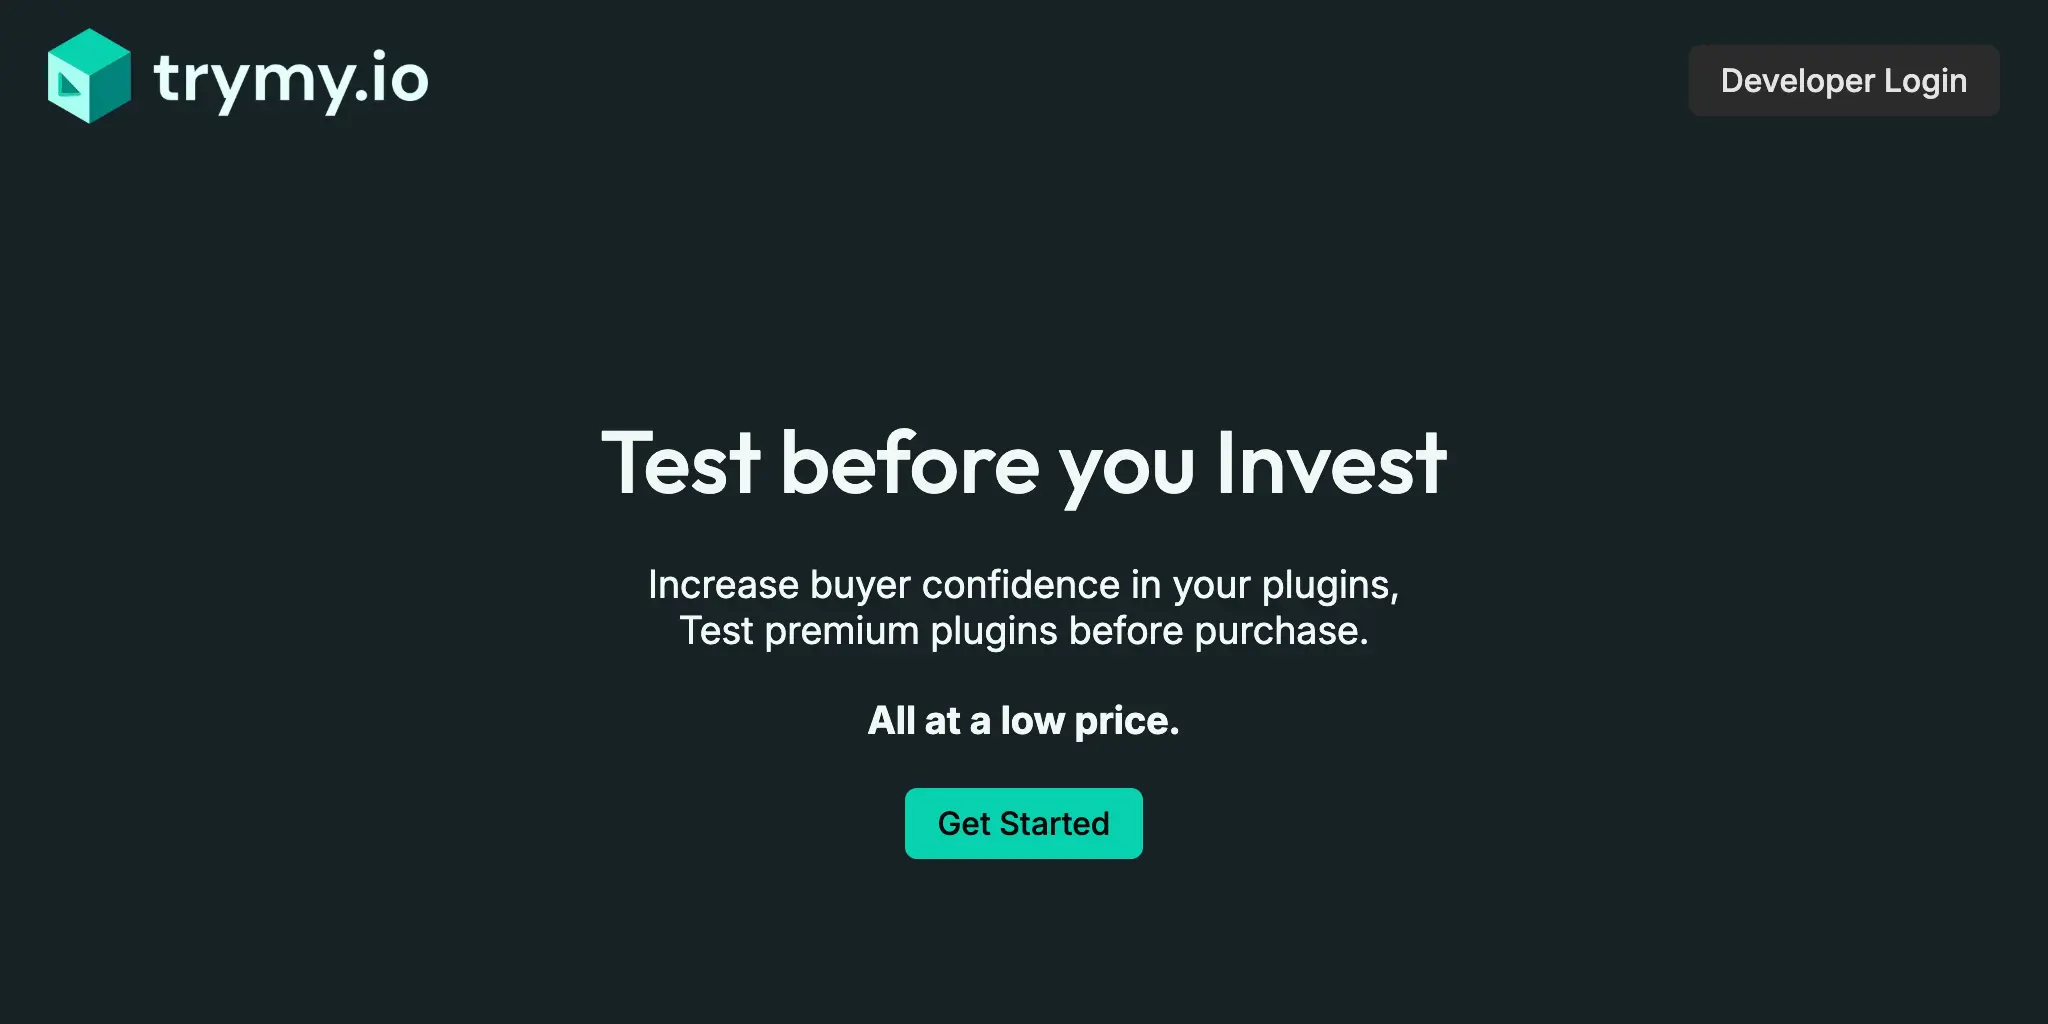 trymy.io
Developer Login
Test before you Invest
Increase buyer confidence in your plugins,
Test premium plugins before purchase.
All at a low price.
Get Started